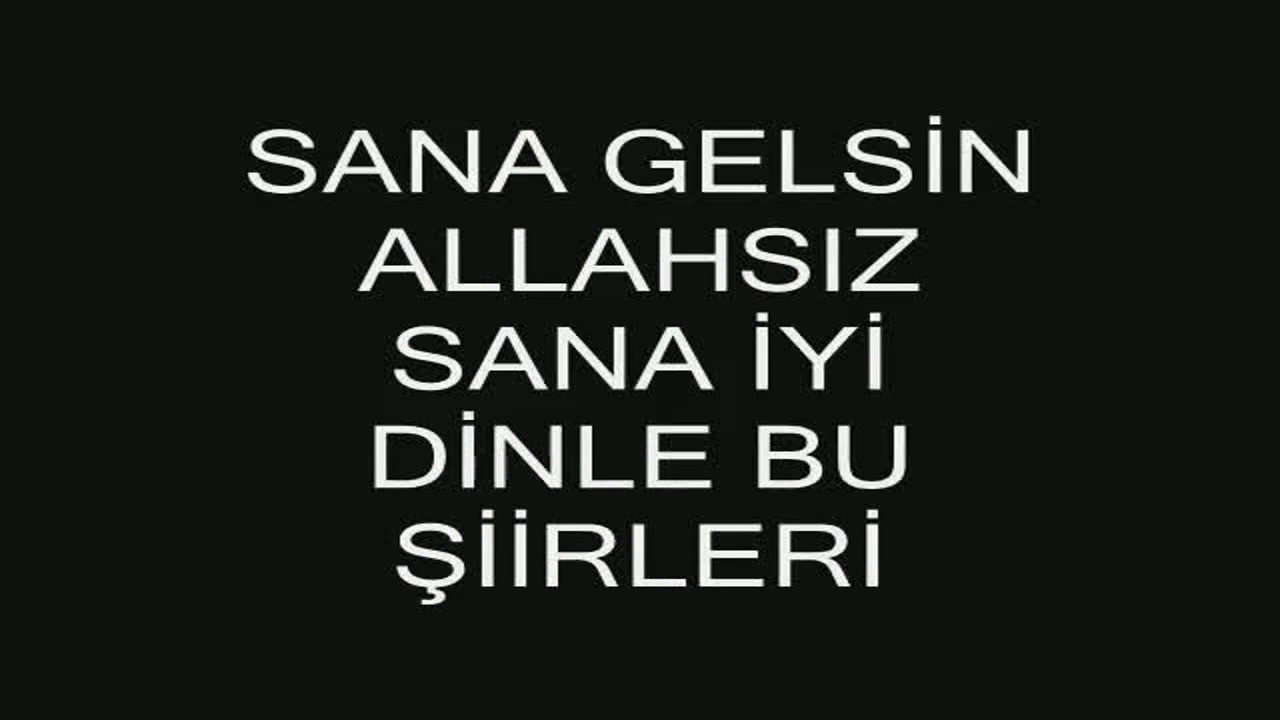 SANA GELSİN
ALLAHSIZ
SANA İYİ
DİNLE BU
ŞİİRLERİ